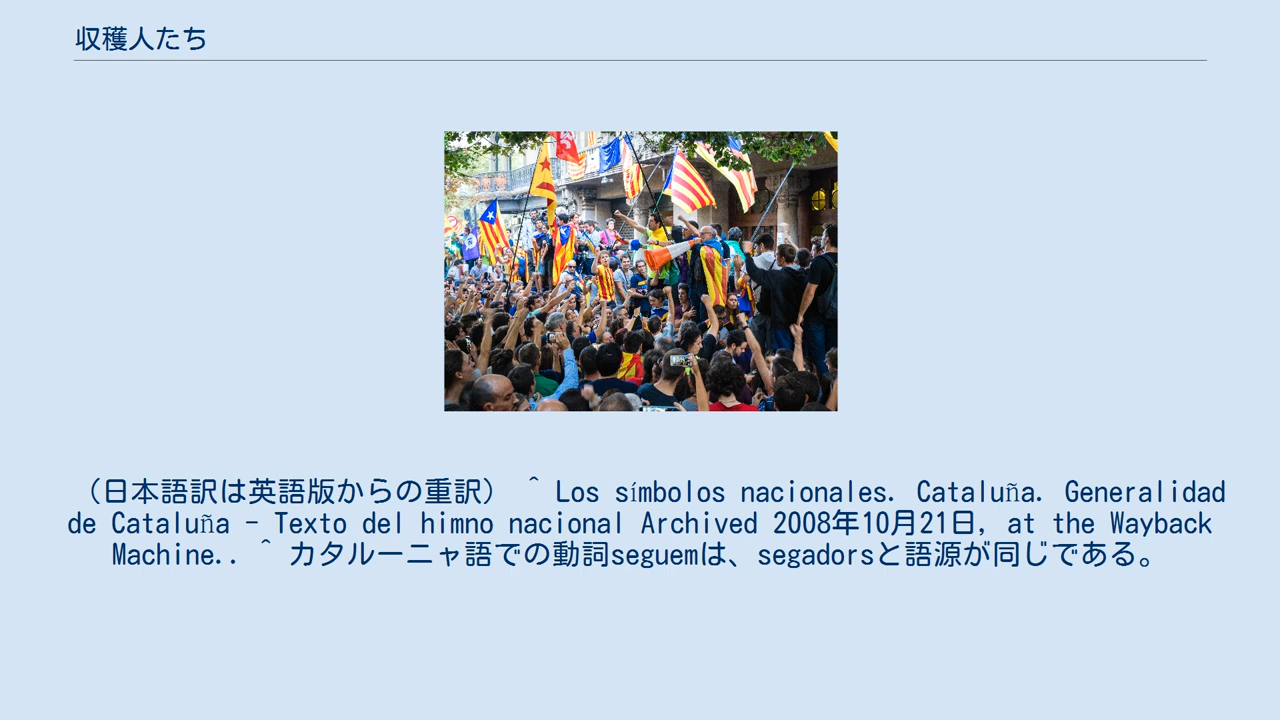 収穫人たち
（日本語訳は英語版からの重訳） ^ Los símbolos nacionales. Cataluña. Generalidad
de Cataluña - Texto del himno nacional Archived 2008年10月21日, at the Wayback
Machine.. ^ カタルーニャ語での動詞seguemは、segadorsと語源が同じである。